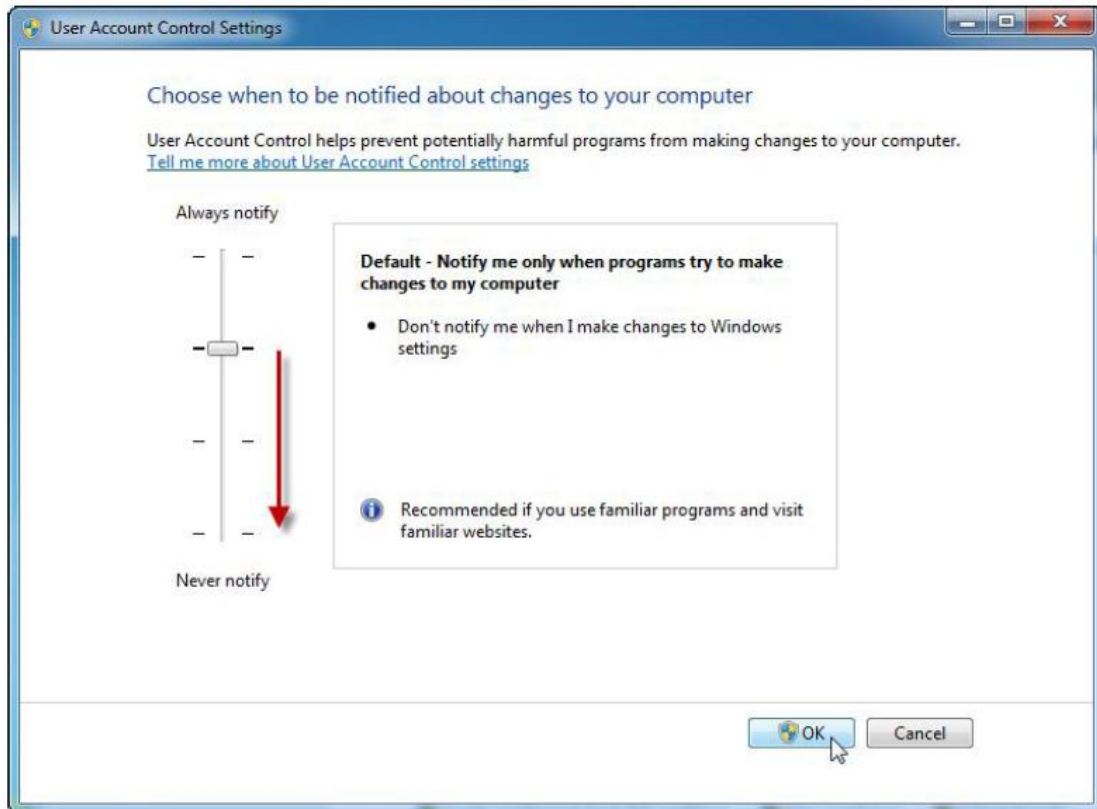 User Account Control Settings
Choose when to be notified about changes to your computer
User Account Control helps prevent potentially harmful programs from making changes to your computer.
Tell me more about User Account Control settings
Always notify
Default - Notify me only when programs try to make
changes to my computer
• Don't notify me when I make changes to Windows
settings
Recommended if you use familiar programs and visit
familiar websites.
Never notify
OK
Cancel